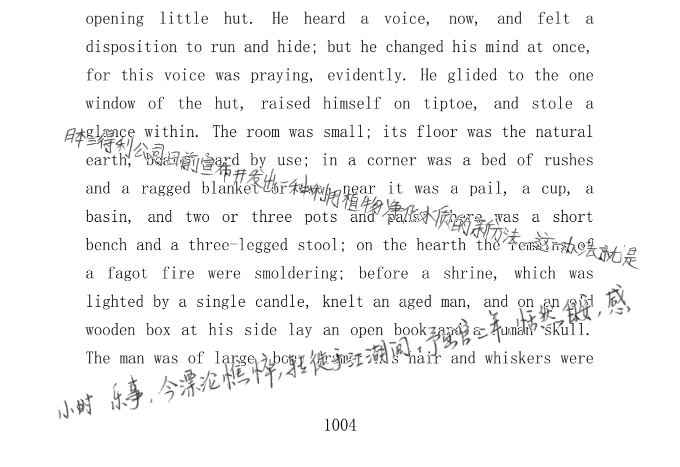 opening little hut. He heard a voice, now, and felt a
disposition to run and hide; but he changed his mind at once,
for this voice was praying, evidently. He glided to the one
window of the hut, raised himself on tiptoe, and stole a
glance within. The room was small; its floor was the natural
earth, beaten hard by use; in a corner was a bed of rushes
and a ragged blanket or two; near it was a pail, a cup, a
basin, and two or three pots and pans; there was a short
bench and a three-legged stool; on the hearth the remains of
a fagot fire were smoldering; before a shrine, which was
lighted by a single candle, knelt an aged man, and on an old
wooden box at his side lay an open book and a human skull.
The man was of large, bony frame; his hair and whiskers were
日本三得利公司日前宣布开发出一种利用植物净化水质的新方法。这一办法就是
小时 乐事,今漂沦憔悴,转徙于江湖间。予出官二年 恬然自安,感
1004